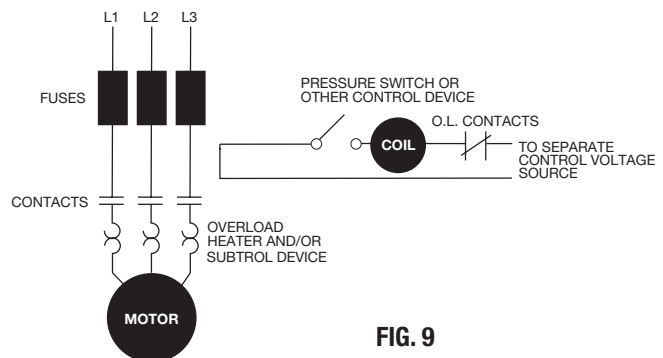 L1 L2 L3
FUSES
PRESSURE SWITCH OR
OTHER CONTROL DEVICE
O.L. CONTACTS
COIL
TO SEPARATE
CONTROL VOLTAGE
SOURCE
CONTACTS
OVERLOAD
HEATER AND/OR
SUBTROL DEVICE
MOTOR
FIG. 9